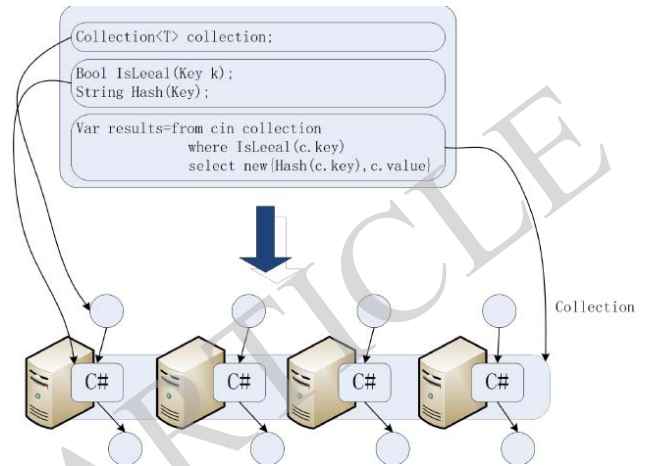 Collection<T> collection;
Bool IsLeeal(Key k);
String Hash(Key);
Var results=from cin collection
where IsLeeal(c.key)
select new{Hash(c.key),c.value}
Collection
C#
C#
C#
C#
ARTICLE